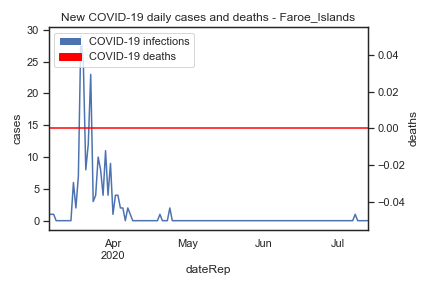 New COVID-19 daily cases and deaths - Faroe_Islands
COVID-19 infections
COVID-19 deaths
30
25
20
15
10
5
0
cases
0.04
0.02
0.00
−0.02
−0.04
deaths
Apr
2020
May
Jun
Jul
dateRep